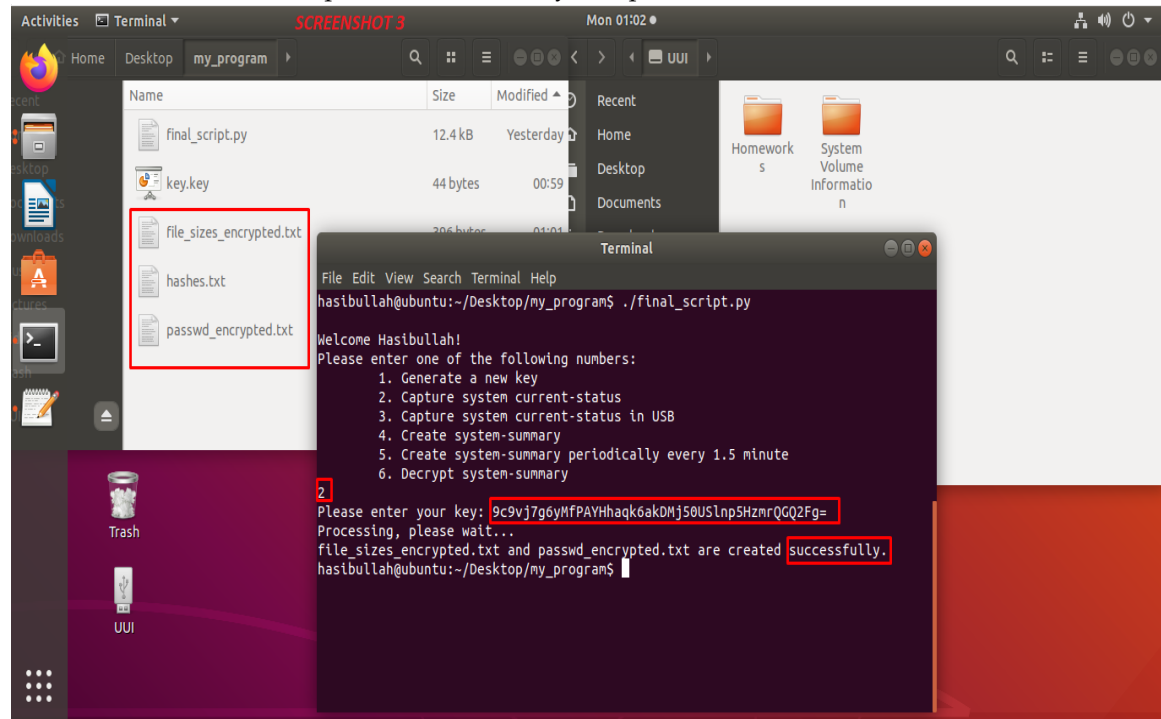 Activities Terminal SCREENSHOT 3 Mon 01:02
Home Desktop my_program UUI
Name Size Modified
final_script.py 12.4 kB Yesterday
key.key 44 bytes 00:59
file_sizes_encrypted.txt
hashes.txt
passwd_encrypted.txt
Recent
Home
Desktop
Documents
Homework
s
System
Volume
Informatio
n
Terminal
File Edit View Search Terminal Help
hasibullah@ubuntu:~/Desktop/my_program$ ./final_script.py
Welcome Hasibullah!
Please enter one of the following numbers:
1. Generate a new key
2. Capture system current-status
3. Capture system current-status in USB
4. Create system-summary
5. Create system-summary periodically every 1.5 minute
6. Decrypt system-summary
2
Please enter your key: 9c9vj7g6yMfPAYHhaqk6akDMj50USlnp5HzmrQGQ2Fg=
Processing, please wait...
file_sizes_encrypted.txt and passwd_encrypted.txt are created successfully.
hasibullah@ubuntu:~/Desktop/my_program$
Trash
UUI